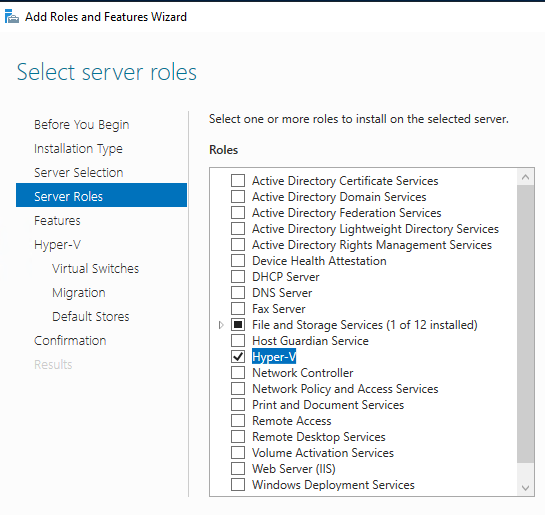 Add Roles and Features Wizard
Select server roles
Before You Begin
Installation Type
Server Selection
Server Roles
Features
Hyper-V
Virtual Switches
Migration
Default Stores
Confirmation
Results
Select one or more roles to install on the selected server.
Roles
Active Directory Certificate Services
Active Directory Domain Services
Active Directory Federation Services
Active Directory Lightweight Directory Services
Active Directory Rights Management Services
Device Health Attestation
DHCP Server
DNS Server
Fax Server
File and Storage Services (1 of 12 installed)
Host Guardian Service
Hyper-V
Network Controller
Network Policy and Access Services
Print and Document Services
Remote Access
Remote Desktop Services
Volume Activation Services
Web Server (IIS)
Windows Deployment Services